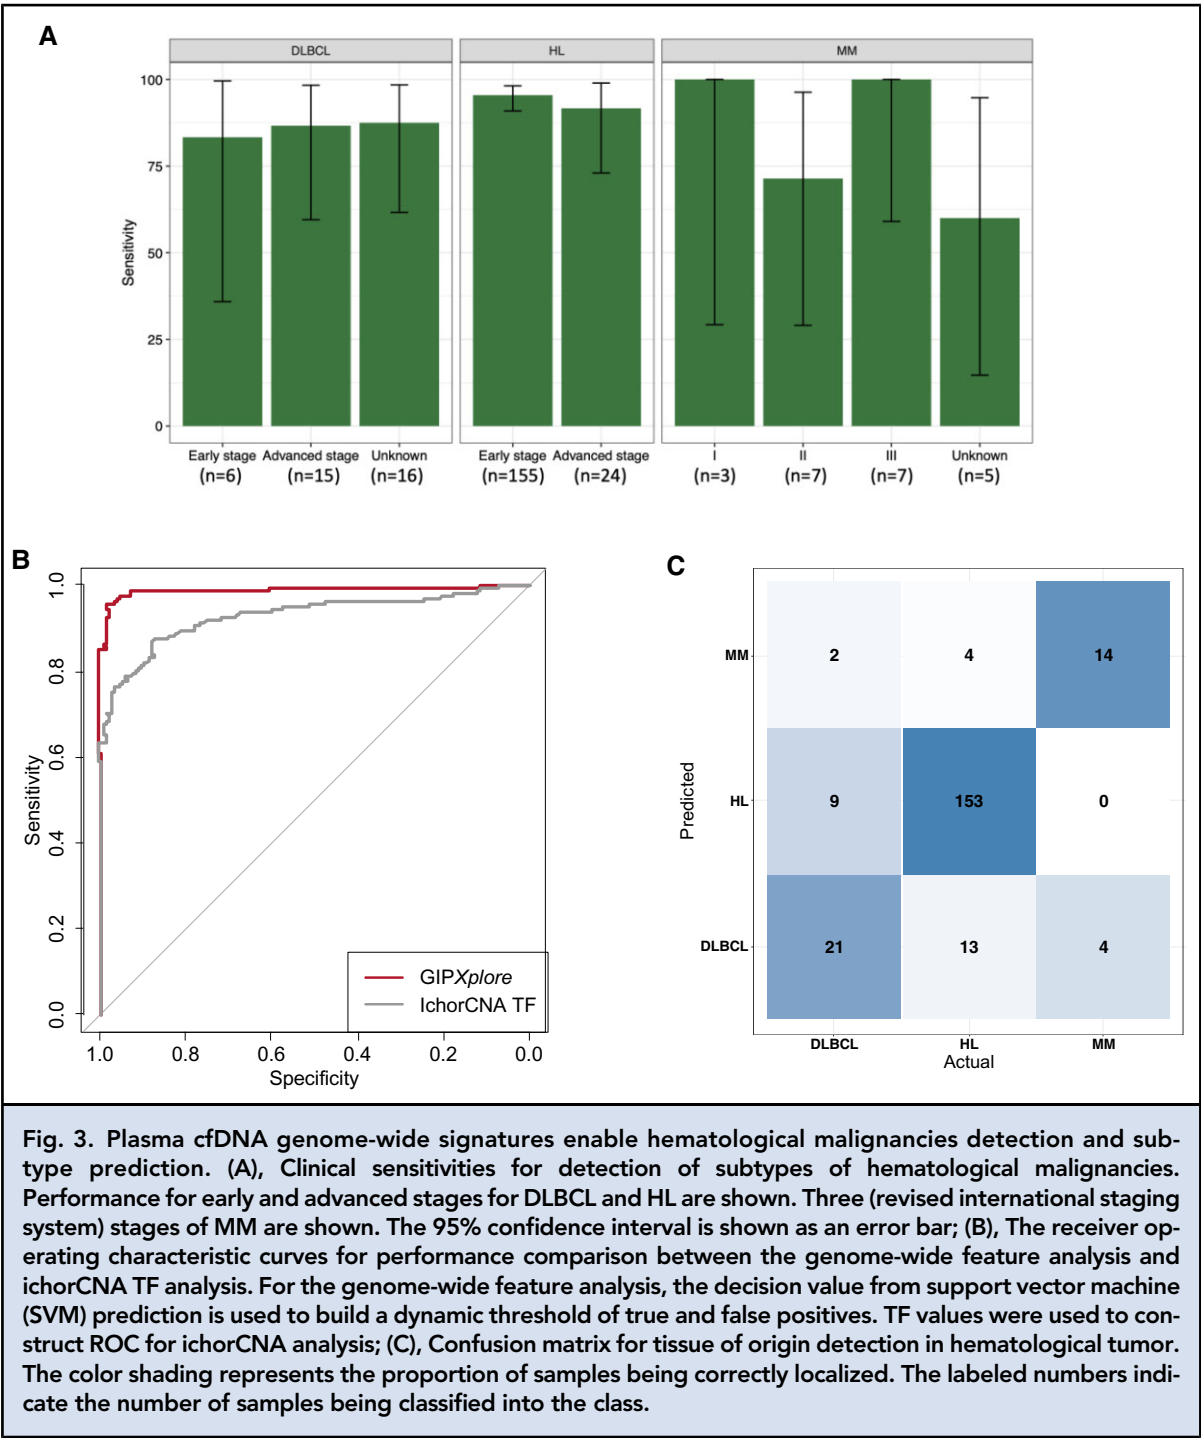 A
DLBCL
HL
MM
100
75
50
25
0
Sensitivity
Early stage Advanced stage Unknown
(n=6) (n=15) (n=16)
Early stage Advanced stage
(n=155) (n=24)
I II III Unknown
(n=3) (n=7) (n=7) (n=5)
B
1.0
0.8
0.6
0.4
0.2
0.0
Sensitivity
GIPXplore
IchorCNA TF
1.0 0.8 0.6 0.4 0.2 0.0
Specificity
C
Predicted
MM 2 4 14
HL 9 153 0
DLBCL 21 13 4
DLBCL HL MM
Actual
Fig. 3. Plasma cfDNA genome-wide signatures enable hematological malignancies detection and sub-
type prediction. (A), Clinical sensitivities for detection of subtypes of hematological malignancies.
Performance for early and advanced stages for DLBCL and HL are shown. Three (revised international staging
system) stages of MM are shown. The 95% confidence interval is shown as an error bar; (B), The receiver op-
erating characteristic curves for performance comparison between the genome-wide feature analysis and
ichorCNA TF analysis. For the genome-wide feature analysis, the decision value from support vector machine
(SVM) prediction is used to build a dynamic threshold of true and false positives. TF values were used to con-
struct ROC for ichorCNA analysis; (C), Confusion matrix for tissue of origin detection in hematological tumor.
The color shading represents the proportion of samples being correctly localized. The labeled numbers indi-
cate the number of samples being classified into the class.